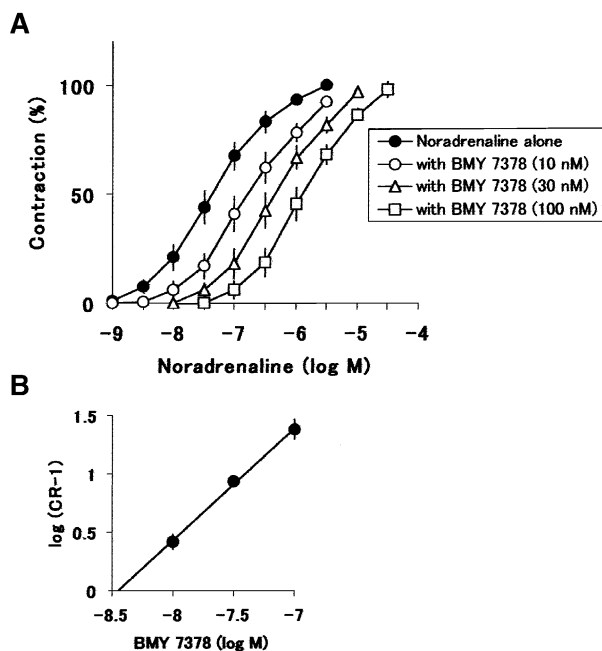 A
Contraction (%)
100
50
0
−9
−8
−7
−6
−5
−4
Noradrenaline (log M)
Noradrenaline alone
with BMY 7378 (10 nM)
with BMY 7378 (30 nM)
with BMY 7378 (100 nM)
B
log (CR-1)
1.5
1
0.5
0
−8.5
−8
−7.5
−7
BMY 7378 (log M)